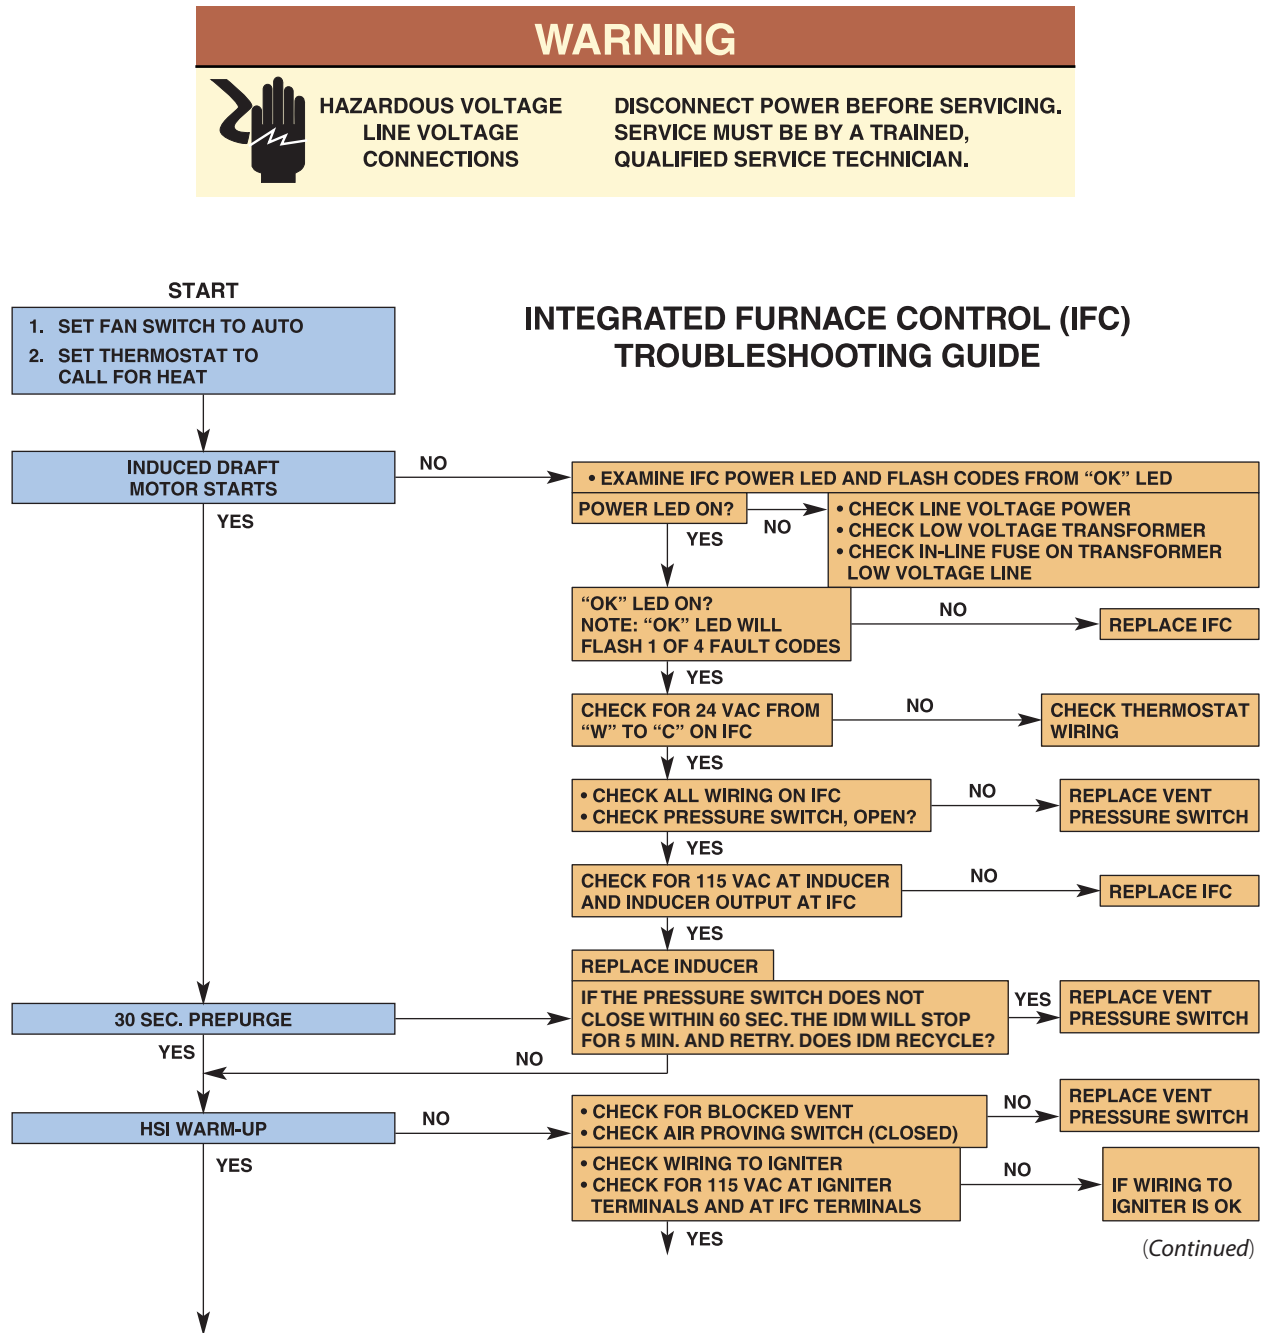 WARNING
HAZARDOUS VOLTAGE
LINE VOLTAGE
CONNECTIONS
DISCONNECT POWER BEFORE SERVICING.
SERVICE MUST BE BY A TRAINED,
QUALIFIED SERVICE TECHNICIAN.
START
1. SET FAN SWITCH TO AUTO
2. SET THERMOSTAT TO
CALL FOR HEAT
INTEGRATED FURNACE CONTROL (IFC)
TROUBLESHOOTING GUIDE
INDUCED DRAFT
MOTOR STARTS
NO
YES
• EXAMINE IFC POWER LED AND FLASH CODES FROM “OK” LED
POWER LED ON?
NO
YES
• CHECK LINE VOLTAGE POWER
• CHECK LOW VOLTAGE TRANSFORMER
• CHECK IN-LINE FUSE ON TRANSFORMER
LOW VOLTAGE LINE
“OK” LED ON?
NOTE: “OK” LED WILL
FLASH 1 OF 4 FAULT CODES
NO
REPLACE IFC
YES
CHECK FOR 24 VAC FROM
“W” TO “C” ON IFC
NO
CHECK THERMOSTAT
WIRING
YES
• CHECK ALL WIRING ON IFC
• CHECK PRESSURE SWITCH, OPEN?
NO
REPLACE VENT
PRESSURE SWITCH
YES
CHECK FOR 115 VAC AT INDUCER
AND INDUCER OUTPUT AT IFC
NO
REPLACE IFC
YES
REPLACE INDUCER
30 SEC. PREPURGE
IF THE PRESSURE SWITCH DOES NOT
CLOSE WITHIN 60 SEC. THE IDM WILL STOP
FOR 5 MIN. AND RETRY. DOES IDM RECYCLE?
YES
REPLACE VENT
PRESSURE SWITCH
YES
NO
HSI WARM-UP
NO
YES
• CHECK FOR BLOCKED VENT
• CHECK AIR PROVING SWITCH (CLOSED)
NO
REPLACE VENT
PRESSURE SWITCH
• CHECK WIRING TO IGNITER
• CHECK FOR 115 VAC AT IGNITER
TERMINALS AND AT IFC TERMINALS
NO
IF WIRING TO
IGNITER IS OK
YES
(Continued)